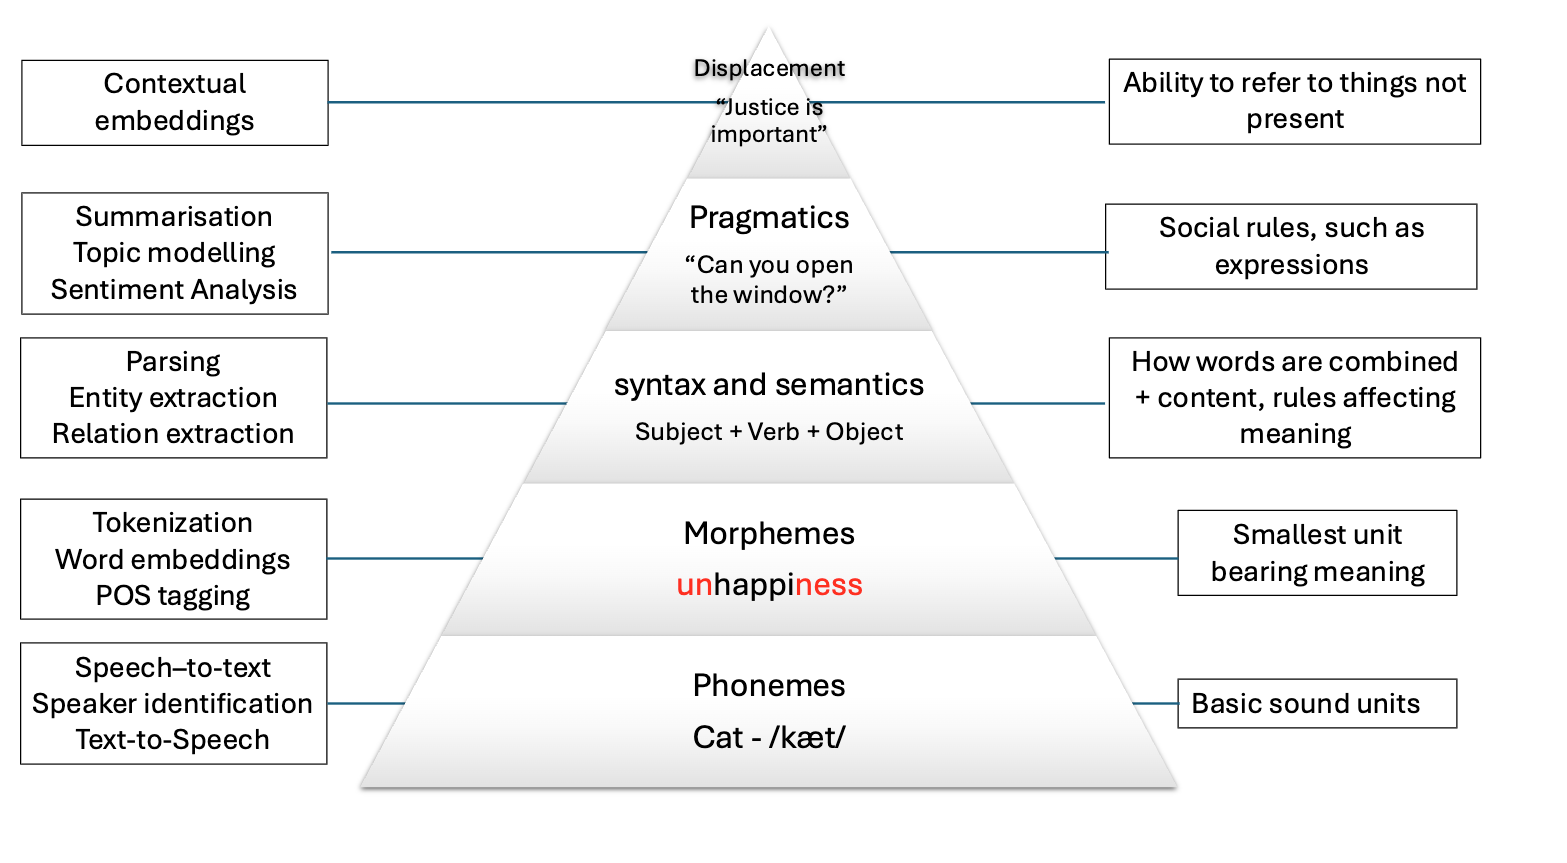 Contextual
embeddings
Displacement
“Justice is
important”
Ability to refer to things not
present
Summarisation
Topic modelling
Sentiment Analysis
Pragmatics
“Can you open
the window?”
Social rules, such as
expressions
Parsing
Entity extraction
Relation extraction
syntax and semantics
Subject + Verb + Object
How words are combined
+ content, rules affecting
meaning
Tokenization
Word embeddings
POS tagging
Morphemes
unhappiness
Smallest unit
bearing meaning
Speech–to-text
Speaker identification
Text-to-Speech
Phonemes
Cat - /kæt/
Basic sound units